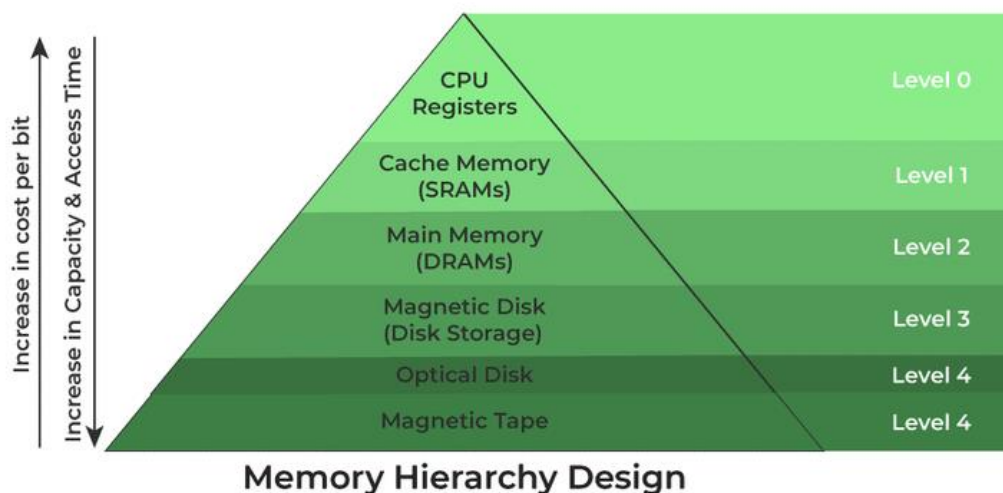 Increase in cost per bit
Increase in Capacity & Access Time
CPU
Registers
Level 0
Cache Memory
(SRAMs)
Level 1
Main Memory
(DRAMs)
Level 2
Magnetic Disk
(Disk Storage)
Level 3
Optical Disk
Level 4
Magnetic Tape
Level 4
Memory Hierarchy Design